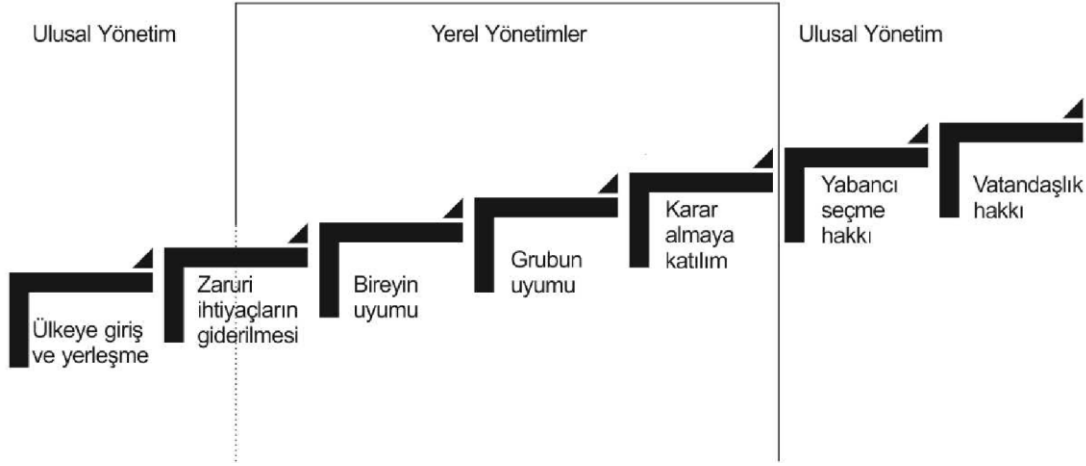 Ulusal Yönetim
Yerel Yönetimler
Ulusal Yönetim
Ülkeye giriş
ve yerleşme
Zaruri
ihtiyaçların
giderilmesi
Bireyin
uyumu
Grubun
uyumu
Karar
almaya
katılım
Yabancı
seçme
hakkı
Vatandaşlık
hakkı